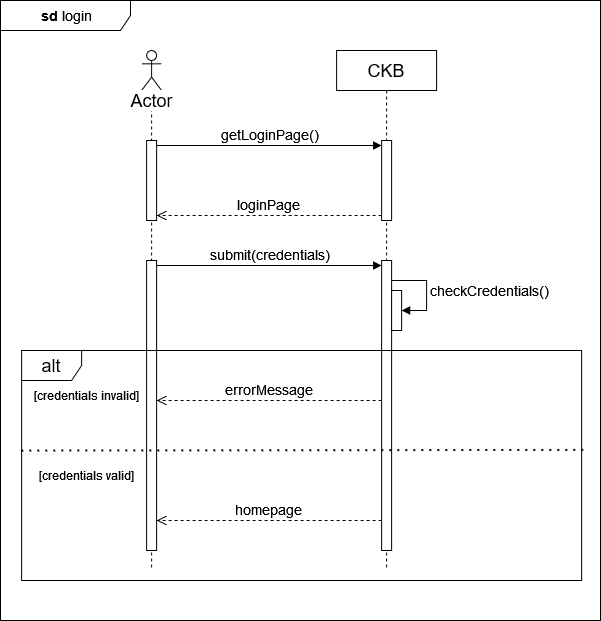 sd login
Actor
CKB
getLoginPage()
loginPage
submit(credentials)
checkCredentials()
alt
errorMessage
[credentials invalid]
[credentials valid]
homepage